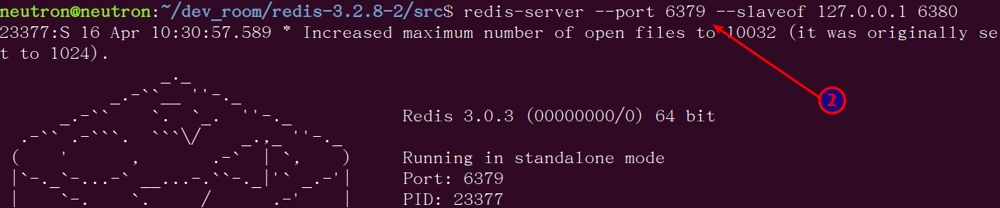 neutron@neutron:~/dev_room/redis-3.2.8-2/src$ redis-server --port 6379 --slaveof 127.0.0.1 6380
23377:S 16 Apr 10:30:57.589 * Increased maximum number of open files to 10032 (it was originally se
t to 1024).
2
Redis 3.0.3 (00000000/0) 64 bit
Running in standalone mode
Port: 6379
PID: 23377